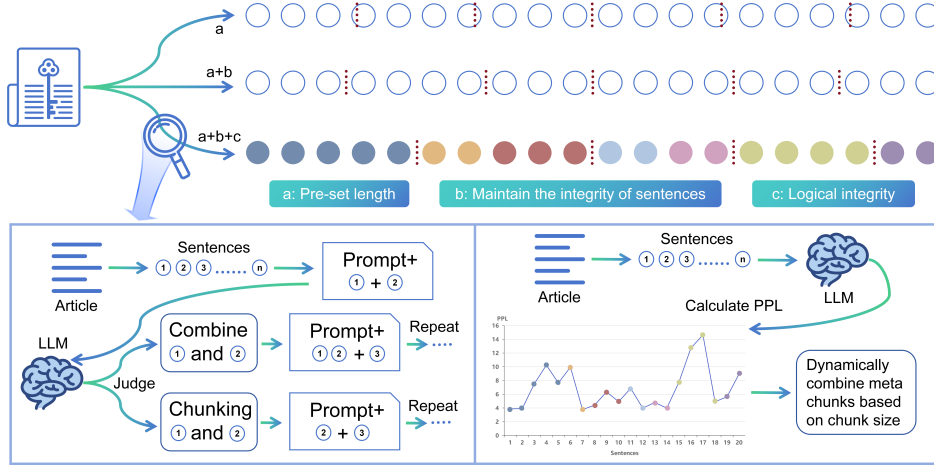 a
a+b
a+b+c
a: Pre-set length
b: Maintain the integrity of sentences
c: Logical integrity
Article
Sentences
1 2 3 ...... n
Prompt+
1 + 2
LLM
Judge
Combine
1 and 2
Prompt+
1 2 + 3
Repeat
.....
Chunking
1 and 2
Prompt+
2 + 3
Repeat
.....
Article
Sentences
1 2 3 ...... n
LLM
Calculate PPL
PPL
16
14
12
10
8
6
4
2
0
1 2 3 4 5 6 7 8 9 10 11 12 13 14 15 16 17 18 19 20
Sentences
Dynamically
combine meta
chunks based
on chunk size